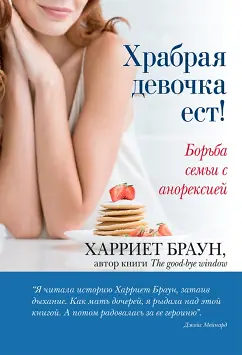 Храбрая
девочка
ест!
Борьба
семьи с
анорексией
ХАРРИЕТ БРАУН,
автор книги The good-bye window
"Я читала историю Харриет Браун, затаив
дыхание. Как мать дочерей, я рыдала над этой
книгой. А потом радовалась за ее героиню".
Джойс Мейнард